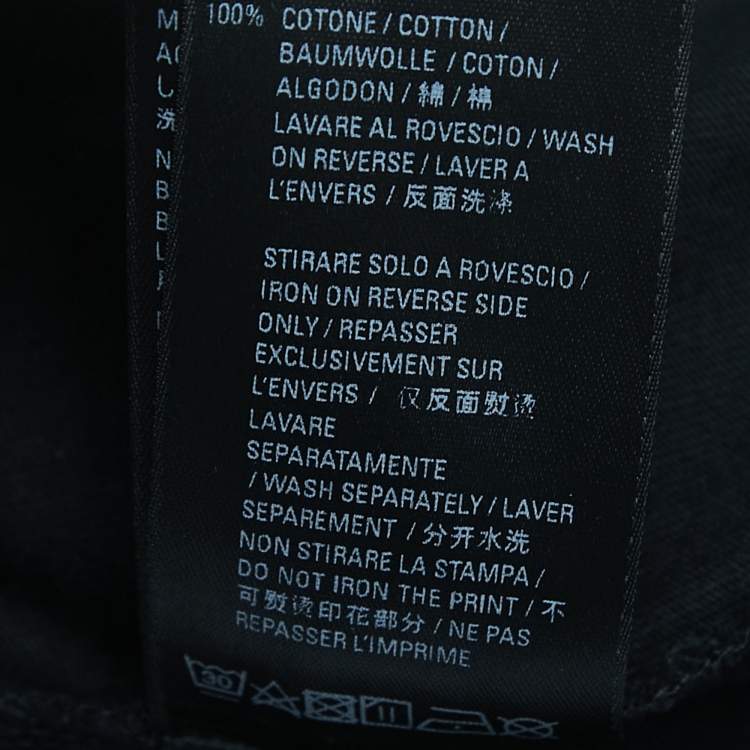 100% COTONE / COTTON /
BAUMWOLLE / COTON /
ALGODON / 綿 / 棉
LAVARE AL ROVESCIO / WASH
ON REVERSE / LAVER A
L'ENVERS / 反面洗涤
STIRARE SOLO A ROVESCIO /
IRON ON REVERSE SIDE
ONLY / REPASSER
EXCLUSIVEMENT SUR
L'ENVERS / 仅反面熨烫
LAVARE
SEPARATAMENTE
/ WASH SEPARATELY / LAVER
SEPAREMENT / 分开水洗
NON STIRARE LA STAMPA /
DO NOT IRON THE PRINT / 不
可熨烫印花部分 / NE PAS
REPASSER L'IMPRIME
30